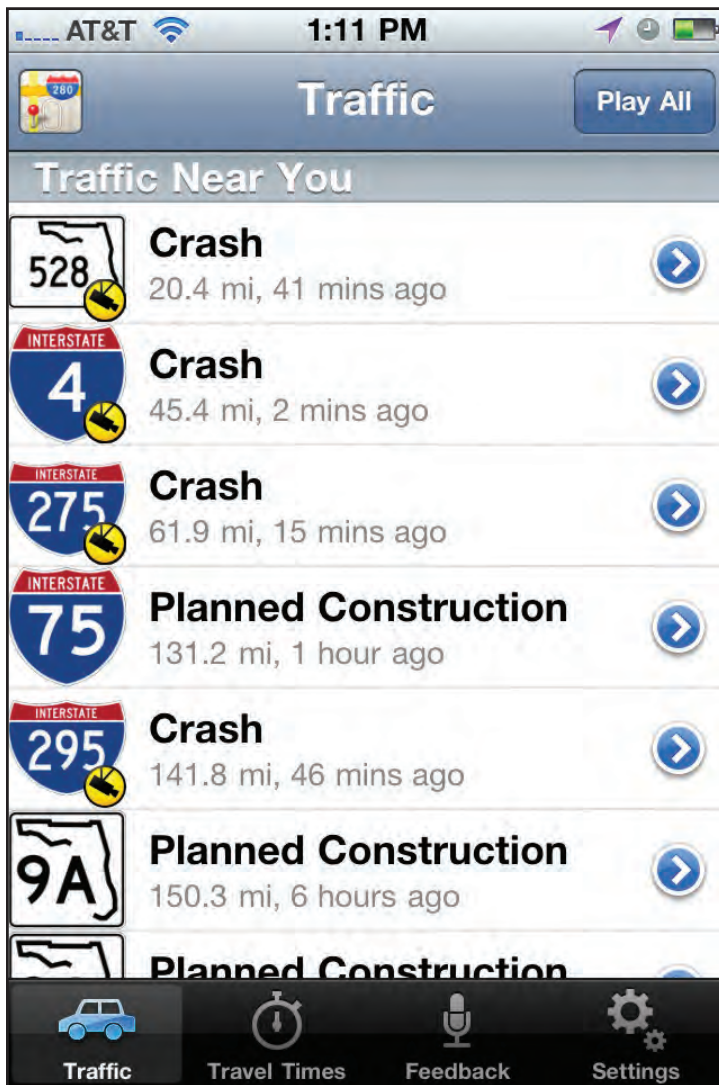 AT&T 1:11 PM
280
Traffic
Play All
Traffic Near You
528
Crash
20.4 mi, 41 mins ago
INTERSTATE
4
Crash
45.4 mi, 2 mins ago
INTERSTATE
275
Crash
61.9 mi, 15 mins ago
INTERSTATE
75
Planned Construction
131.2 mi, 1 hour ago
INTERSTATE
295
Crash
141.8 mi, 46 mins ago
9A
Planned Construction
150.3 mi, 6 hours ago
Planned Construction
Traffic
Travel Times
Feedback
Settings